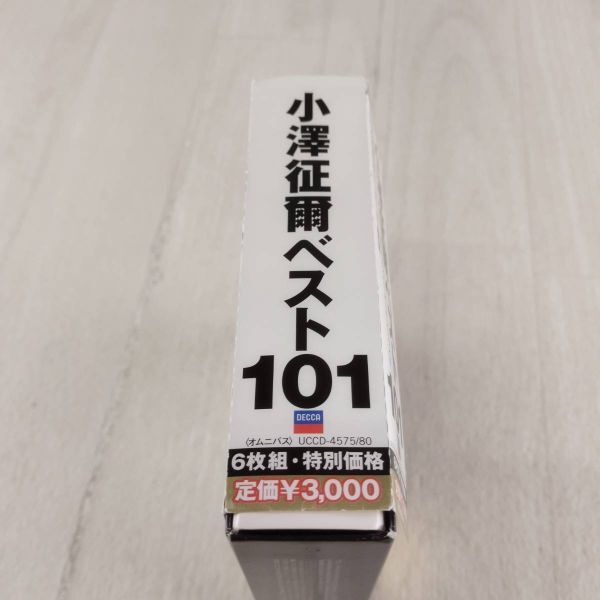 小澤征爾ベスト
101
DECCA
〈オムニバス〉 UCCD-4575/80
6枚組・特別価格
定価¥3,000